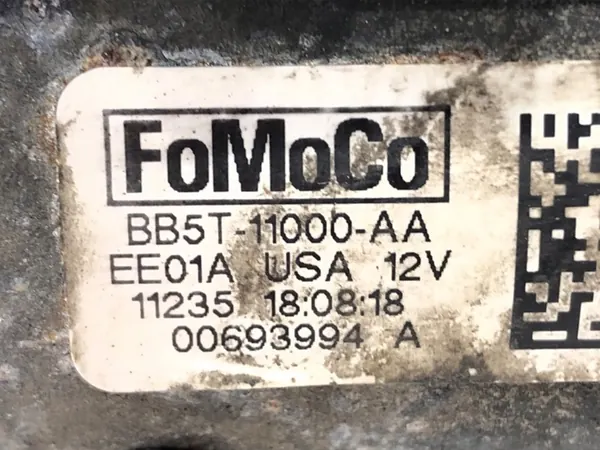 FoMoCo
BB5T-11000-AA
EE01A USA 12V
11235 18:08:18
00693994 A